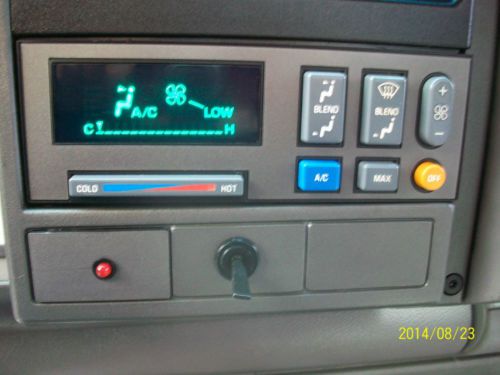 A/C
LOW
C
H
COLD
HOT
BLEND
BLEND
+
-
A/C
MAX
OFF
2014/08/23